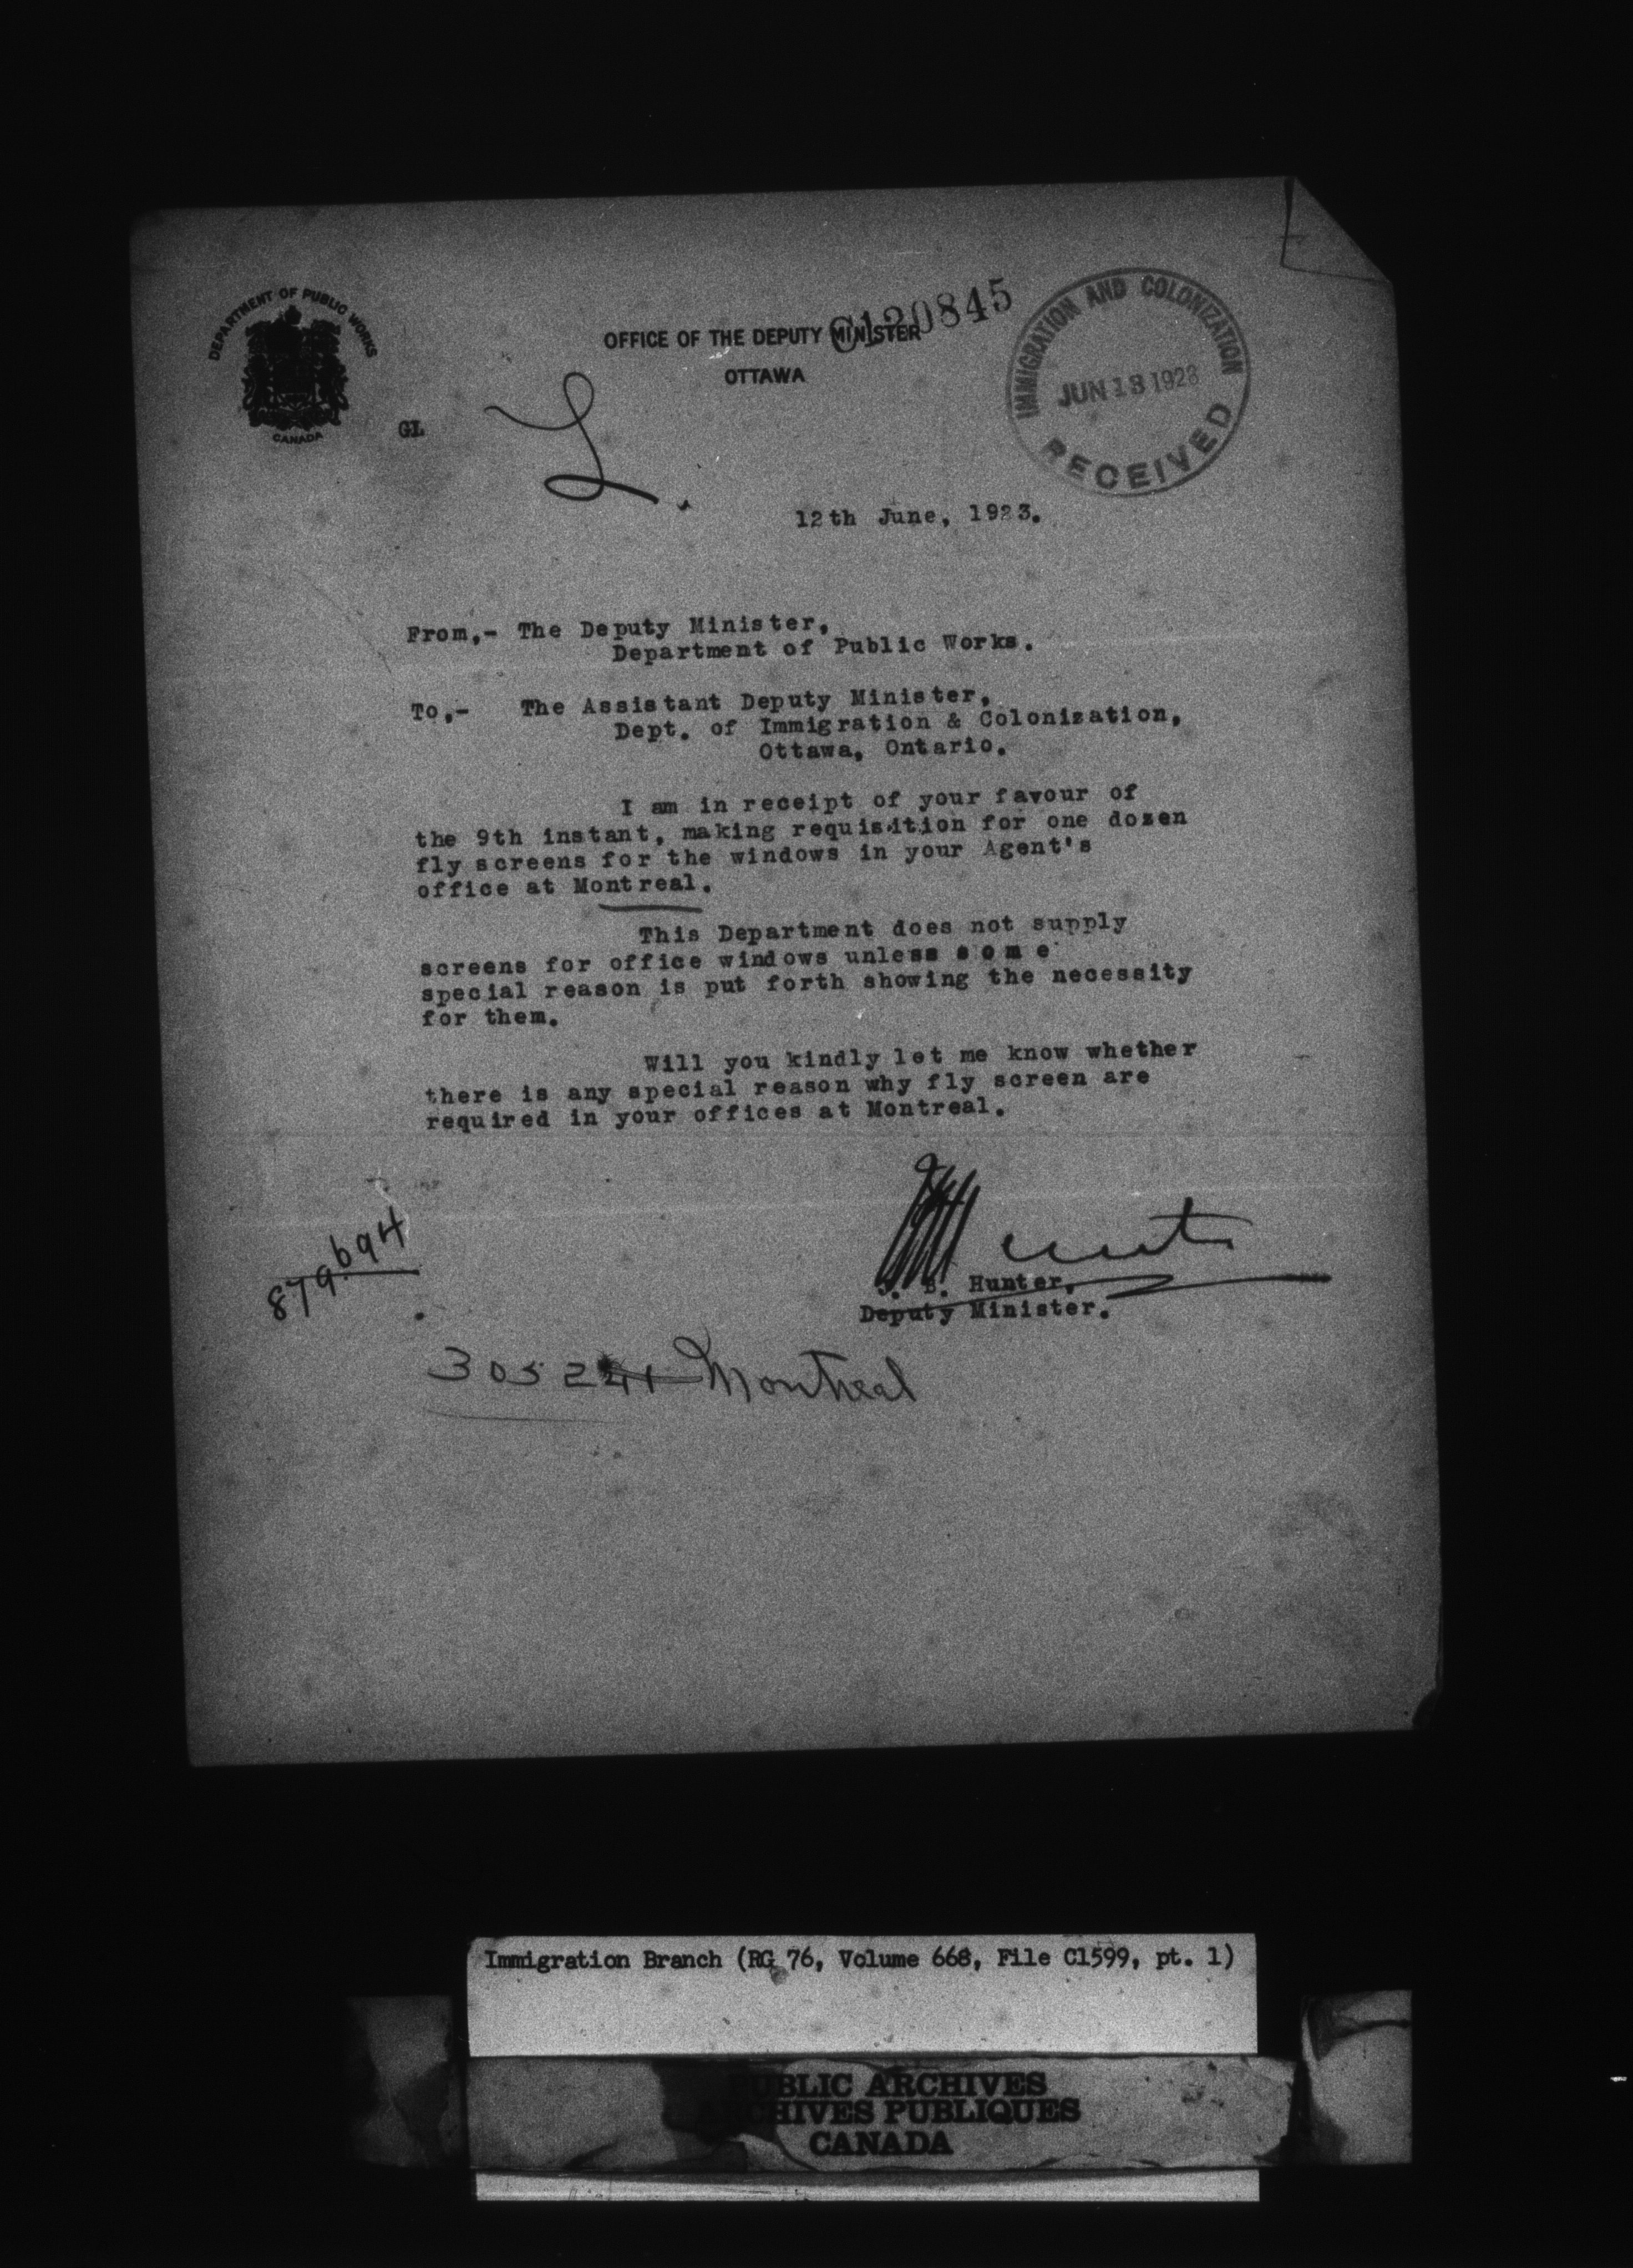 DEPARTMENT OF PUBLIC WORKS
CANADA
OFFICE OF THE DEPUTY MINISTER
C120845
OTTAWA
IMMIGRATION AND COLONIZATION
JUN 13 1923
RECEIVED
GL
L.
12th June, 1923.
From,- The Deputy Minister,
Department of Public Works.
To,- The Assistant Deputy Minister,
Dept. of Immigration & Colonization,
Ottawa, Ontario.
I am in receipt of your favour of
the 9th instant, making requisition for one dozen
fly screens for the windows in your Agent's
office at Montreal.
This Department does not supply
screens for office windows unless some
special reason is put forth showing the necessity
for them.
Will you kindly let me know whether
there is any special reason why fly screen are
required in your offices at Montreal.
J. B. Hunter,
Deputy Minister.
879694
Montreal
Immigration Branch (RG 76, Volume 668, File C1599, pt. 1)
PUBLIC ARCHIVES
ARCHIVES PUBLIQUES
CANADA